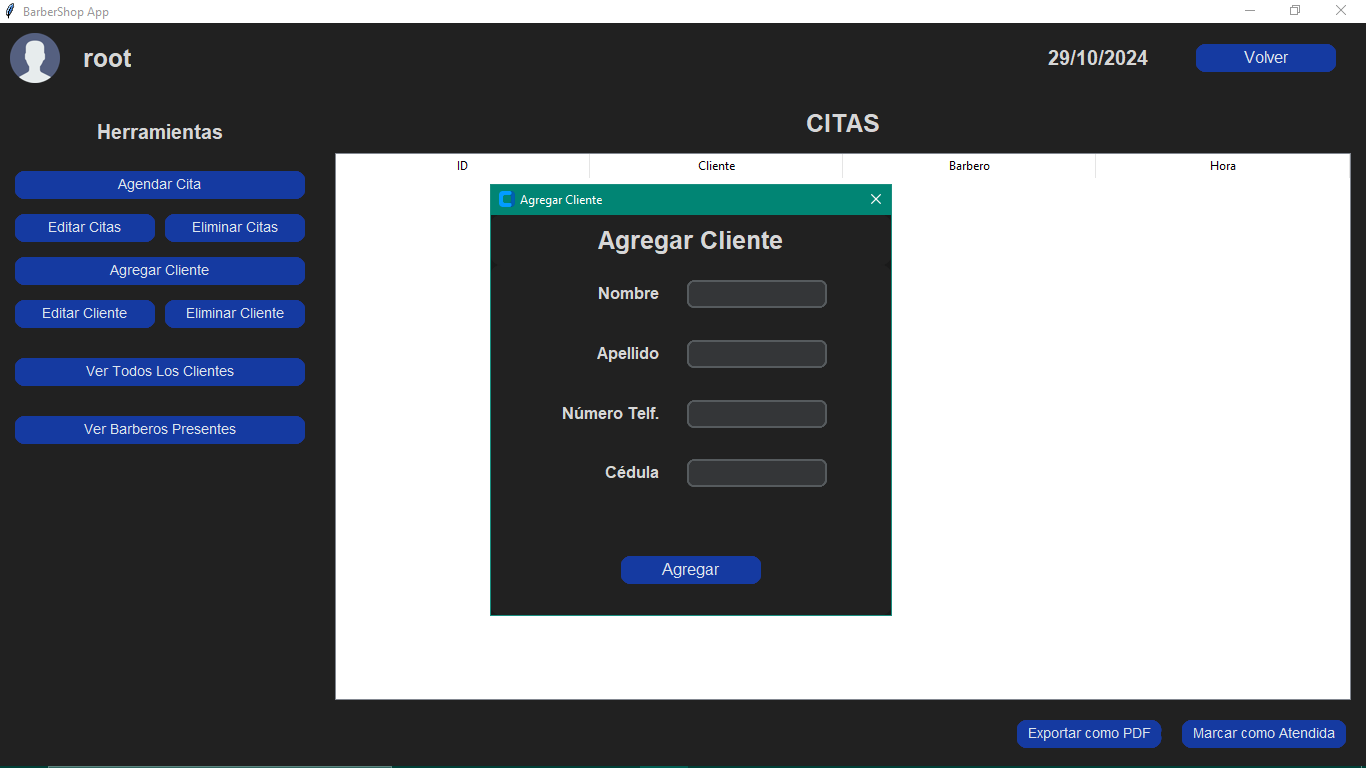 BarberShop App
root
29/10/2024
Volver
Herramientas
Agendar Cita
Editar Citas
Eliminar Citas
Agregar Cliente
Editar Cliente
Eliminar Cliente
Ver Todos Los Clientes
Ver Barberos Presentes
CITAS
ID
Cliente
Barbero
Hora
Agregar Cliente
Agregar Cliente
Nombre
Apellido
Número Telf.
Cédula
Agregar
Exportar como PDF
Marcar como Atendida